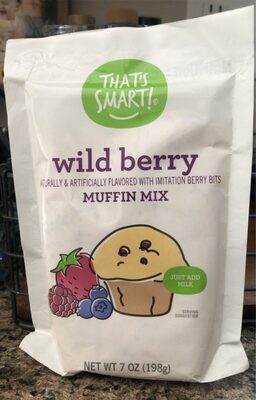 THAT'S
SMART!®
wild berry
NATURALLY & ARTIFICIALLY FLAVORED WITH IMITATION BERRY BITS
MUFFIN MIX
JUST ADD
MILK
SERVING
SUGGESTION
NET WT 7 OZ (198g)